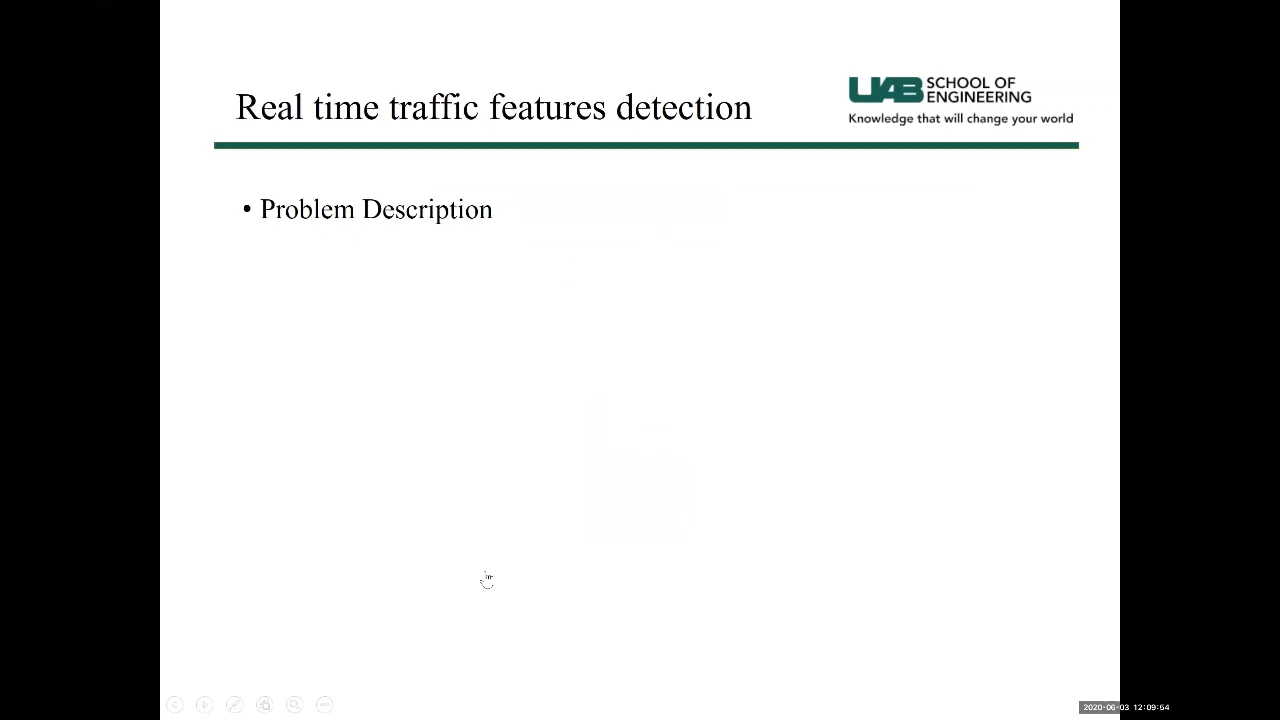 Real time traffic features detection
UAB SCHOOL OF
ENGINEERING
Knowledge that will change your world
• Problem Description
2020-06-03 12:09:54